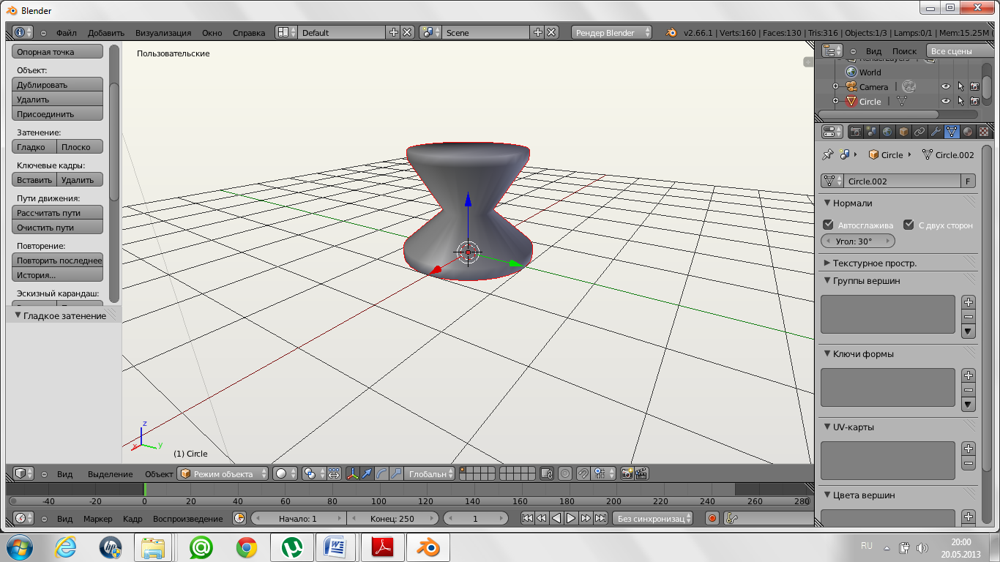 Blender
Файл Добавить Визуализация Окно Справка Default Scene Рендер Blender v2.66.1 | Verts:160 | Faces:130 | Tris:316 | Objects:1/3 | Lamps:0/1 | Mem:15.25M (
Опорная точка
Объект:
Дублировать
Удалить
Присоединить
Затенение:
Гладко Плоско
Ключевые кадры:
Вставить Удалить
Пути движения:
Рассчитать пути
Очистить пути
Повторение:
Повторить последнее
История...
Эскизный карандаш:
Гладкое затенение
Пользовательские
z
x
y
(1) Circle
Вид Поиск Все сцены
RenderLayers
World
Camera
Circle
Circle Circle.002
Circle.002 F
Нормали
Автосглажива С двух сторон
Угол: 30°
Текстурное простр.
Группы вершин
Ключи формы
UV-карты
Цвета вершин
Вид Выделение Объект Режим объекта Глобальн
-40 -20 0 20 40 60 80 100 120 140 160 180 200 220 240 260 280
Вид Маркер Кадр Воспроизведение Начало: 1 Конец: 250 1 Без синхронизац
RU
20:00
20.05.2013